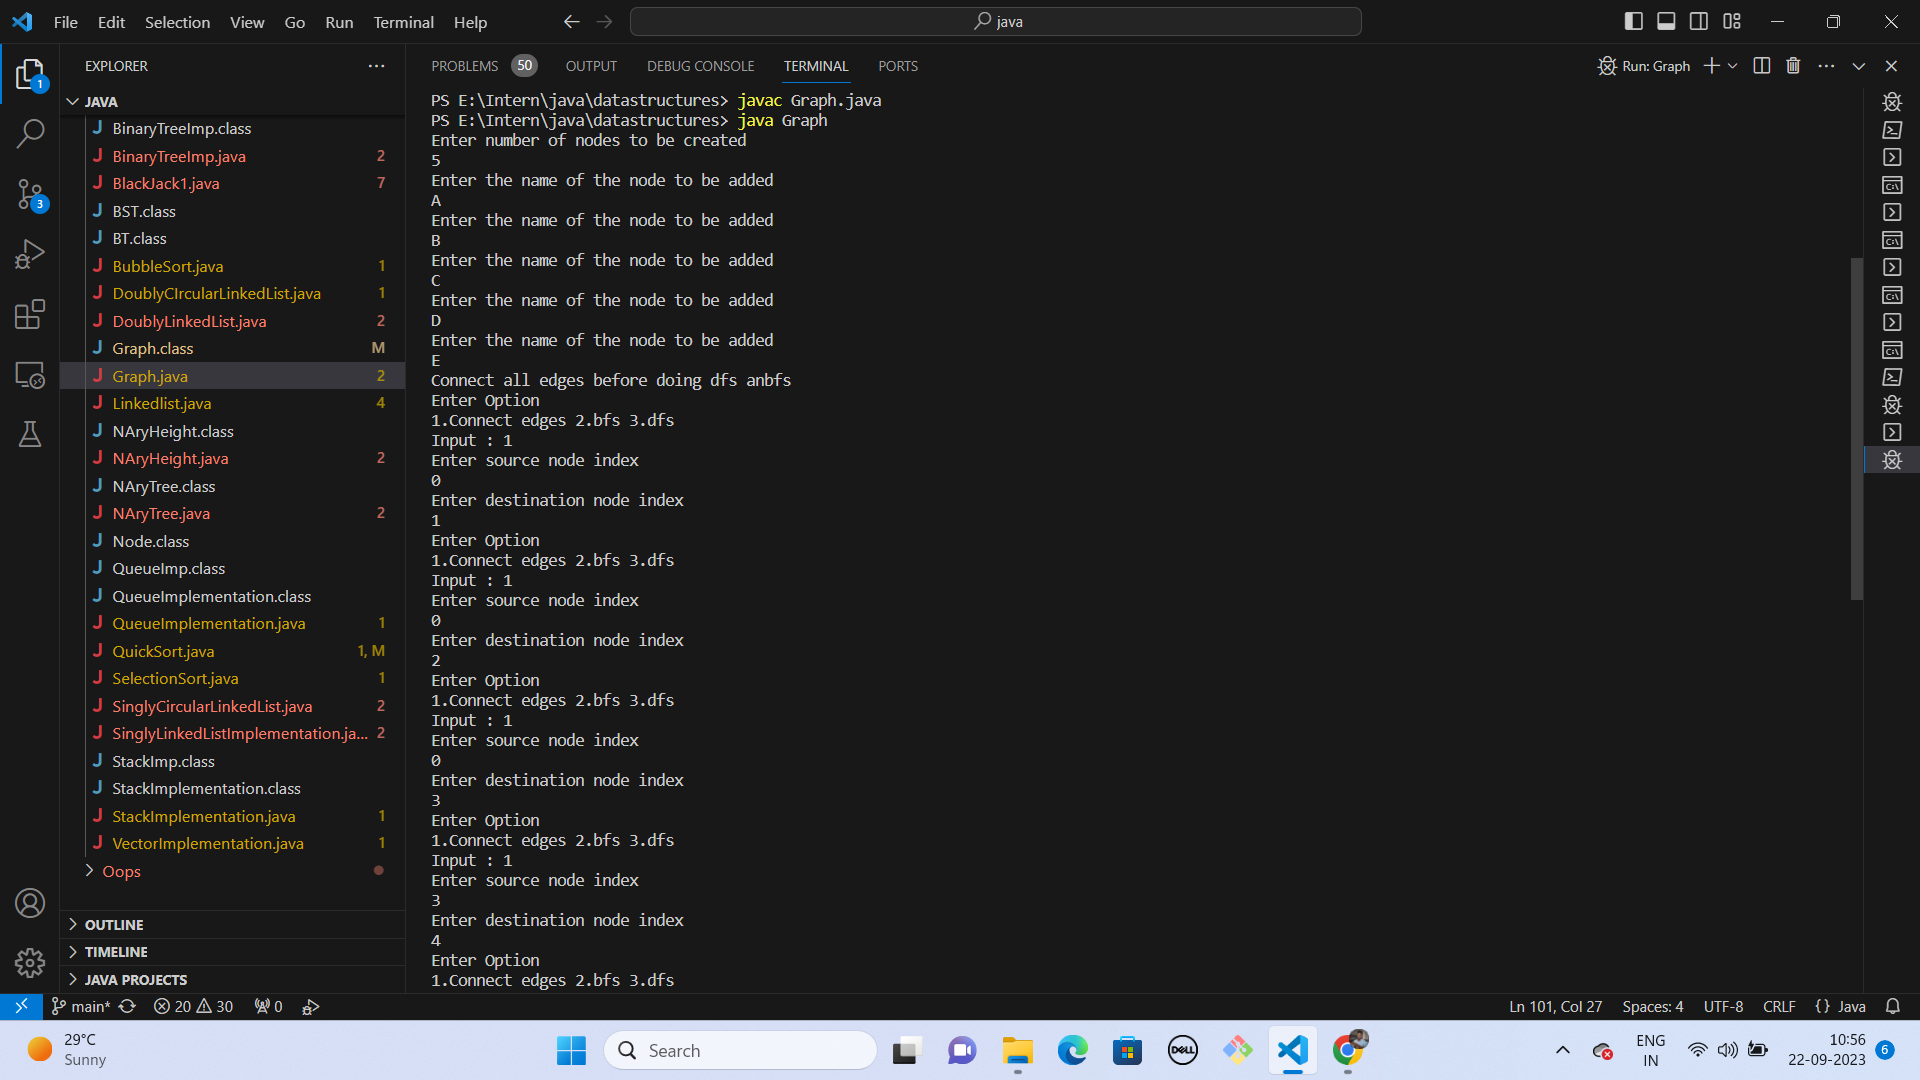 File Edit Selection View Go Run Terminal Help
java
EXPLORER
JAVA
BinaryTreeImp.class
BinaryTreeImp.java 2
BlackJack1.java 7
BST.class
BT.class
BubbleSort.java 1
DoublyCIrcularLinkedList.java 1
DoublyLinkedList.java 2
Graph.class M
Graph.java 2
Linkedlist.java 4
NAryHeight.class
NAryHeight.java 2
NAryTree.class
NAryTree.java 2
Node.class
QueueImp.class
QueueImplementation.class
QueueImplementation.java 1
QuickSort.java 1, M
SelectionSort.java 1
SinglyCircularLinkedList.java 2
SinglyLinkedListImplementation.ja... 2
StackImp.class
StackImplementation.class
StackImplementation.java 1
VectorImplementation.java 1
Oops
OUTLINE
TIMELINE
JAVA PROJECTS
1
3
PROBLEMS 50 OUTPUT DEBUG CONSOLE TERMINAL PORTS
Run: Graph
PS E:\Intern\java\datastructures> javac Graph.java
PS E:\Intern\java\datastructures> java Graph
Enter number of nodes to be created
5
Enter the name of the node to be added
A
Enter the name of the node to be added
B
Enter the name of the node to be added
C
Enter the name of the node to be added
D
Enter the name of the node to be added
E
Connect all edges before doing dfs anbfs
Enter Option
1.Connect edges 2.bfs 3.dfs
Input : 1
Enter source node index
0
Enter destination node index
1
Enter Option
1.Connect edges 2.bfs 3.dfs
Input : 1
Enter source node index
0
Enter destination node index
2
Enter Option
1.Connect edges 2.bfs 3.dfs
Input : 1
Enter source node index
0
Enter destination node index
3
Enter Option
1.Connect edges 2.bfs 3.dfs
Input : 1
Enter source node index
3
Enter destination node index
4
Enter Option
1.Connect edges 2.bfs 3.dfs
main* 20 30 0
Ln 101, Col 27 Spaces: 4 UTF-8 CRLF {} Java
29°C
Sunny
Search
DELL
ENG
IN
10:56
22-09-2023
6